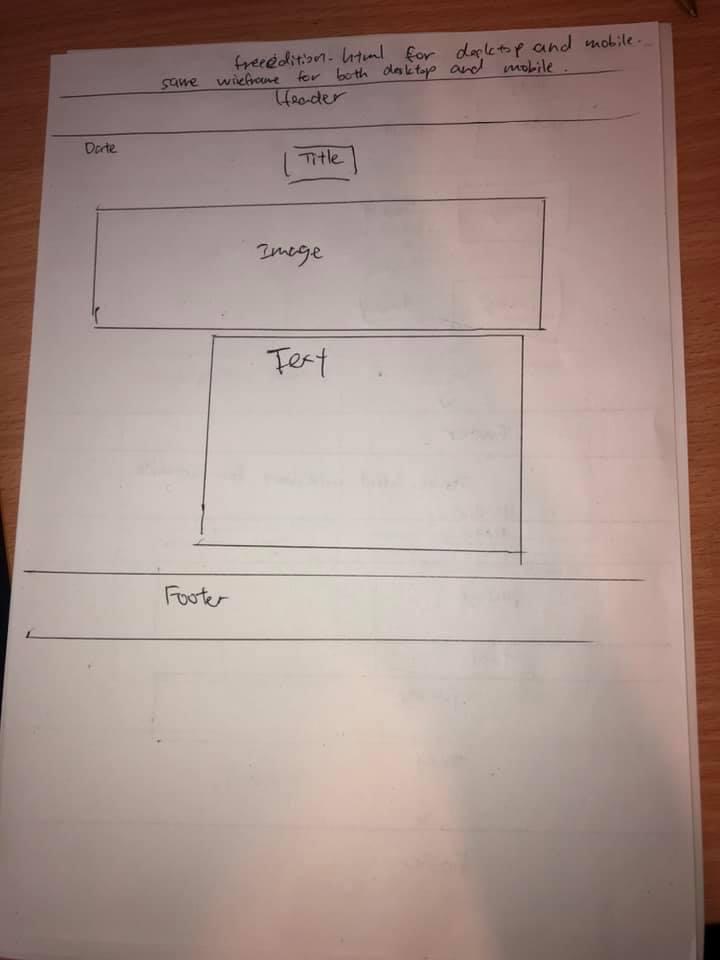 freeedition.html for desktop and mobile.
same wireframe for both desktop and mobile.
Header
Date
Title
Image
Text
Footer